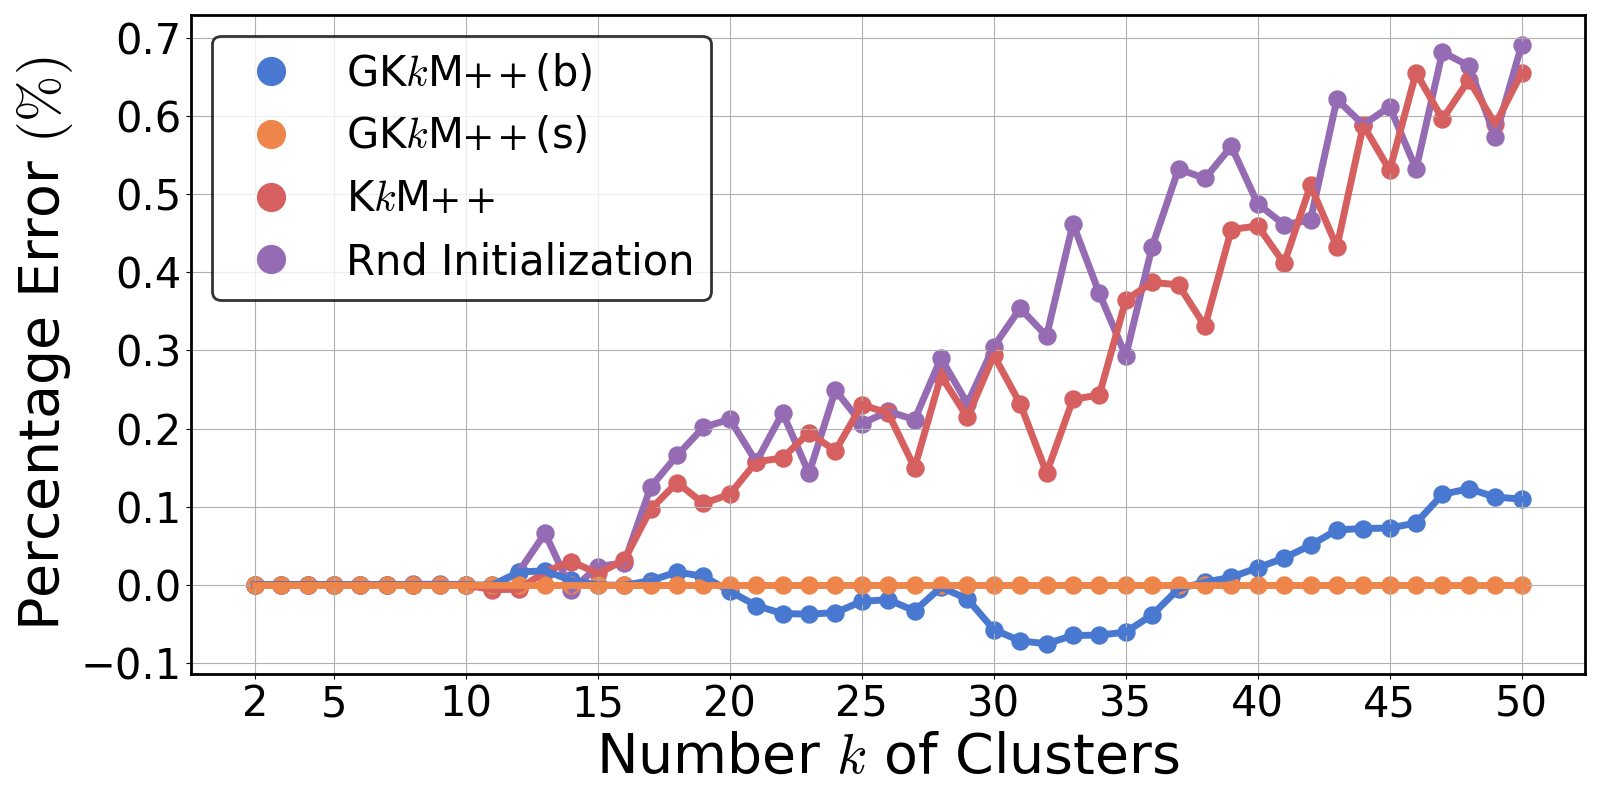 Percentage Error (%)
0.7
0.6
0.5
0.4
0.3
0.2
0.1
0.0
−0.1
GKkM++(b)
GKkM++(s)
KkM++
Rnd Initialization
2 5 10 15 20 25 30 35 40 45 50
Number k of Clusters